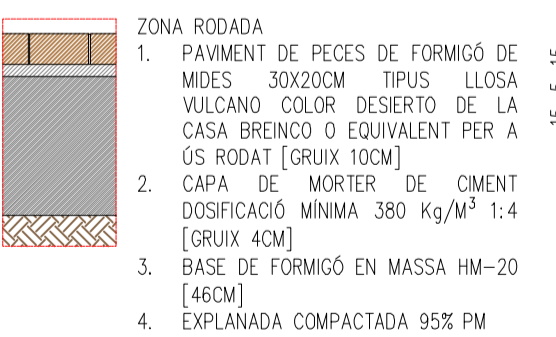 ZONA RODADA
1. PAVIMENT DE PECES DE FORMIGÓ DE
MIDES 30X20CM TIPUS LLOSA
VULCANO COLOR DESIERTO DE LA
CASA BREINCO O EQUIVALENT PER A
ÚS RODAT [GRUIX 10CM]
2. CAPA DE MORTER DE CIMENT
DOSIFICACIÓ MÍNIMA 380 Kg/M³ 1:4
[GRUIX 4CM]
3. BASE DE FORMIGÓ EN MASSA HM-20
[46CM]
4. EXPLANADA COMPACTADA 95% PM